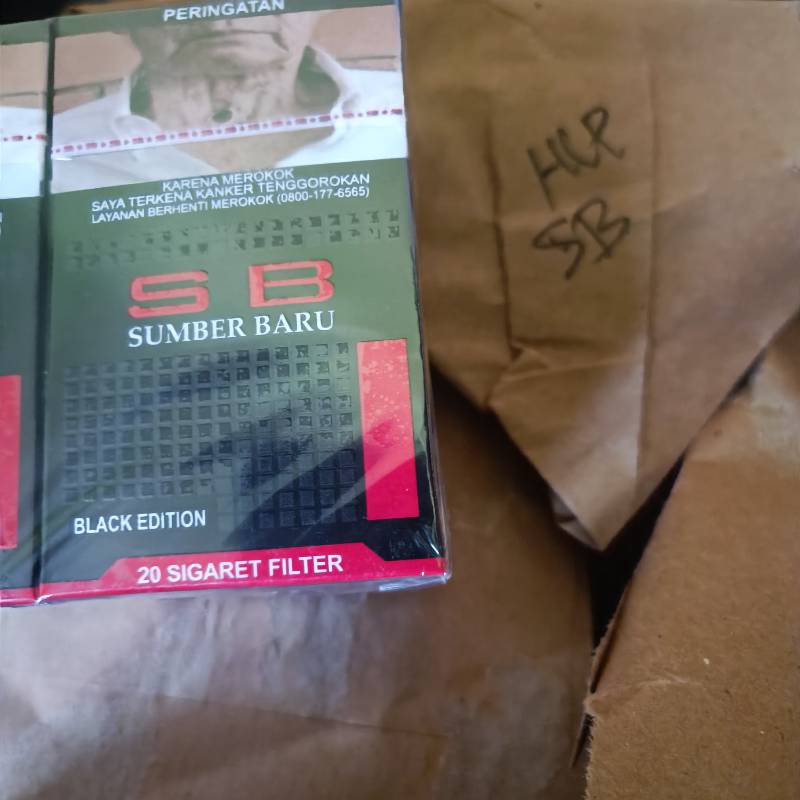 PERINGATAN
KARENA MEROKOK
SAYA TERKENA KANKER TENGGOROKAN
LAYANAN BERHENTI MEROKOK (0800-177-6565)
SB
SUMBER BARU
BLACK EDITION
20 SIGARET FILTER
SB